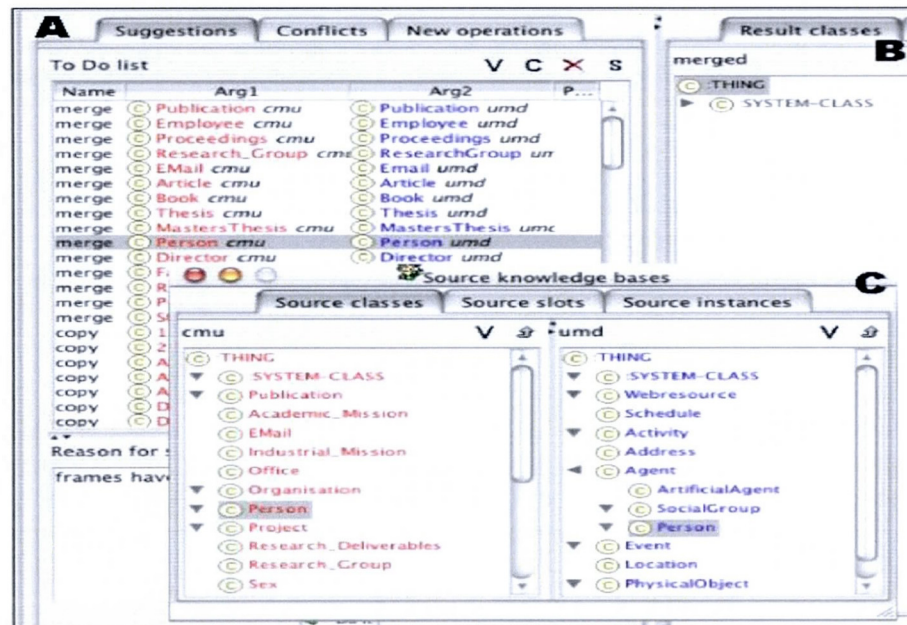 A
Suggestions Conflicts New operations
Result classes
B
To Do list V C X S
merged
Name Arg1 Arg2 P...
:THING
SYSTEM-CLASS
merge C Publication cmu C Publication umd
merge C Employee cmu C Employee umd
merge C Proceedings cmu C Proceedings umd
merge C Research_Group cmu C ResearchGroup um
merge C EMail cmu C Email umd
merge C Article cmu C Article umd
merge C Book cmu C Book umd
merge C Thesis cmu C Thesis umd
merge C MastersThesis cmu C MastersThesis umd
merge C Person cmu C Person umd
merge C Director cmu C Director umd
merge C F
merge C R
merge C P
merge C S
copy C 1
copy C 2
copy C A
copy C A
copy C A
copy C D
copy C D
Reason for s
frames have
Source knowledge bases
C
Source classes Source slots Source instances
cmu V
C :THING
C :SYSTEM-CLASS
C Publication
C Academic_Mission
C EMail
C Industrial_Mission
C Office
C Organisation
C Person
C Project
C Research_Deliverables
C Research_Group
C Sex
umd V
C :THING
C :SYSTEM-CLASS
C Webresource
C Schedule
C Activity
C Address
C Agent
C ArtificialAgent
C SocialGroup
C Person
C Event
C Location
C PhysicalObject